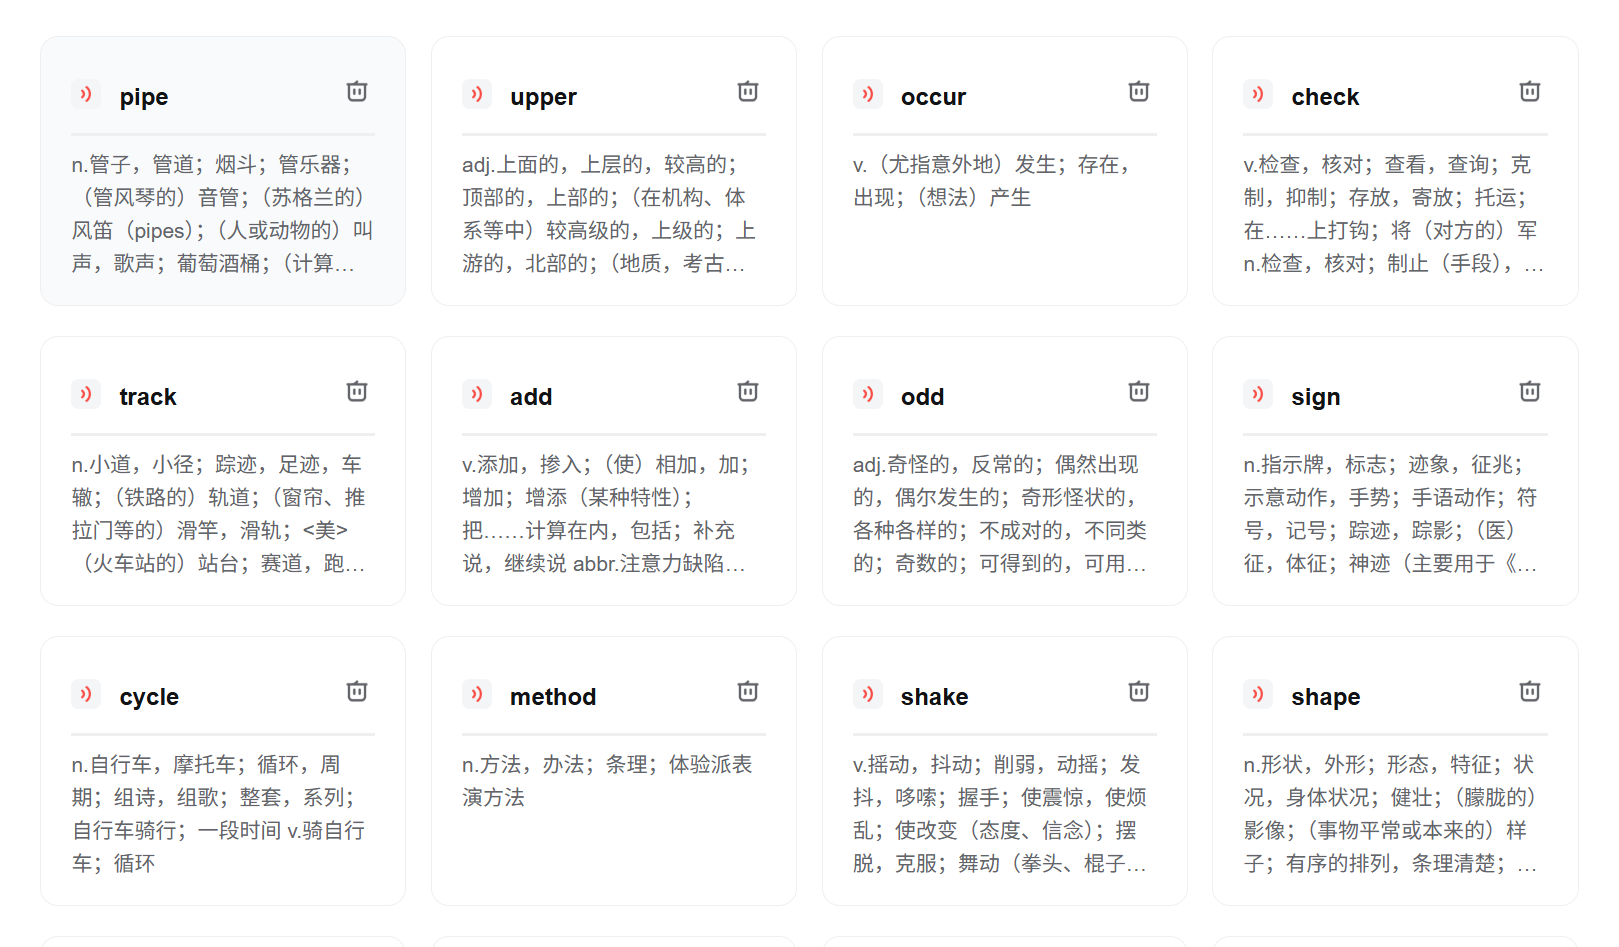 pipe
n.管子，管道；烟斗；管乐器；
（管风琴的）音管；（苏格兰的）
风笛（pipes）；（人或动物的）叫
声，歌声；葡萄酒桶；（计算…
upper
adj.上面的，上层的，较高的；
顶部的，上部的；（在机构、体
系等中）较高级的，上级的；上
游的，北部的；（地质，考古…
occur
v.（尤指意外地）发生；存在，
出现；（想法）产生
check
v.检查，核对；查看，查询；克
制，抑制；存放，寄放；托运；
在……上打钩；将（对方的）军
n.检查，核对；制止（手段），…
track
n.小道，小径；踪迹，足迹，车
辙；（铁路的）轨道；（窗帘、推
拉门等的）滑竿，滑轨；<美>
（火车站的）站台；赛道，跑…
add
v.添加，掺入；（使）相加，加；
增加；增添（某种特性）；
把……计算在内，包括；补充
说，继续说 abbr.注意力缺陷…
odd
adj.奇怪的，反常的；偶然出现
的，偶尔发生的；奇形怪状的，
各种各样的；不成对的，不同类
的；奇数的；可得到的，可用…
sign
n.指示牌，标志；迹象，征兆；
示意动作，手势；手语动作；符
号，记号；踪迹，踪影；（医）
征，体征；神迹（主要用于《…
cycle
n.自行车，摩托车；循环，周
期；组诗，组歌；整套，系列；
自行车骑行；一段时间 v.骑自行
车；循环
method
n.方法，办法；条理；体验派表
演方法
shake
v.摇动，抖动；削弱，动摇；发
抖，哆嗦；握手；使震惊，使烦
乱；使改变（态度、信念）；摆
脱，克服；舞动（拳头、棍子…
shape
n.形状，外形；形态，特征；状
况，身体状况；健壮；（朦胧的）
影像；（事物平常或本来的）样
子；有序的排列，条理清楚；…